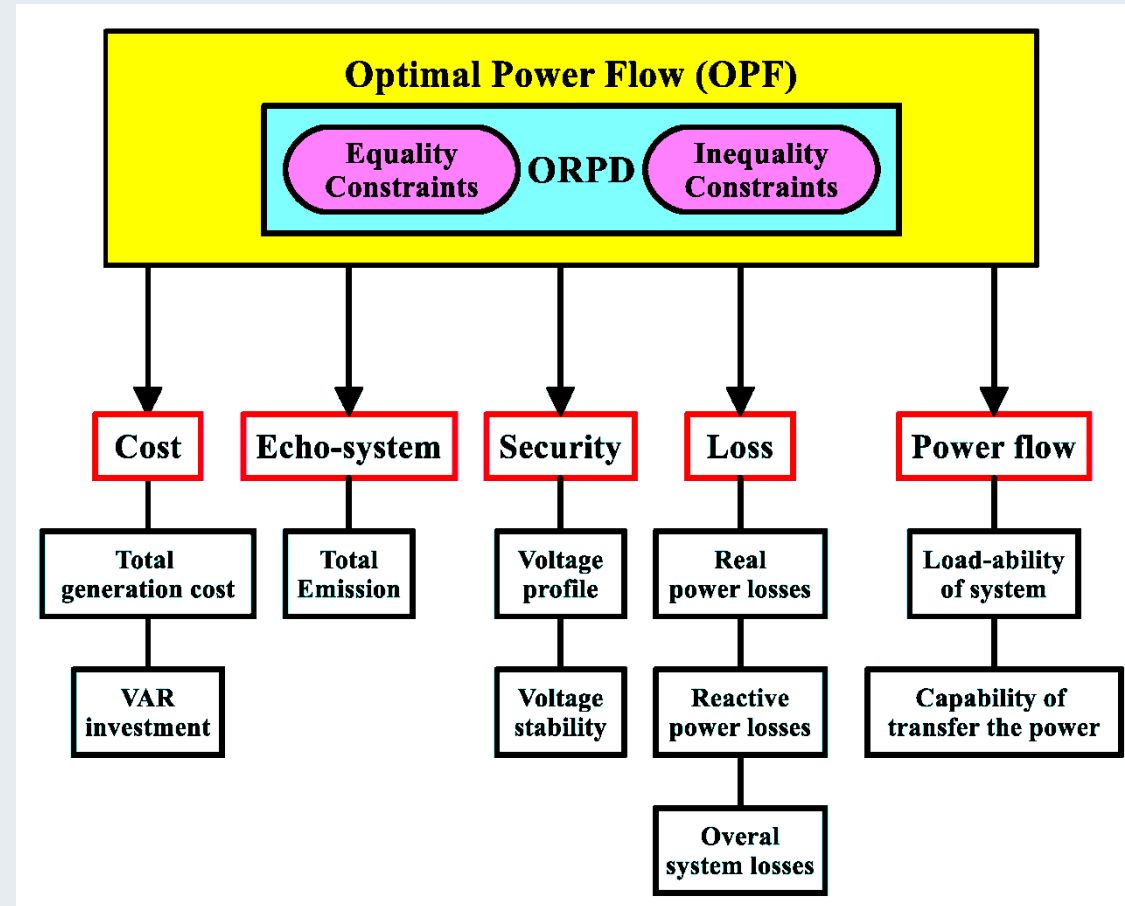 Optimal Power Flow (OPF)
Equality
Constraints
ORPD
Inequality
Constraints
Cost
Echo-system
Security
Loss
Power flow
Total
generation cost
VAR
investment
Total
Emission
Voltage
profile
Voltage
stability
Real
power losses
Reactive
power losses
Overal
system losses
Load-ability
of system
Capability of
transfer the power